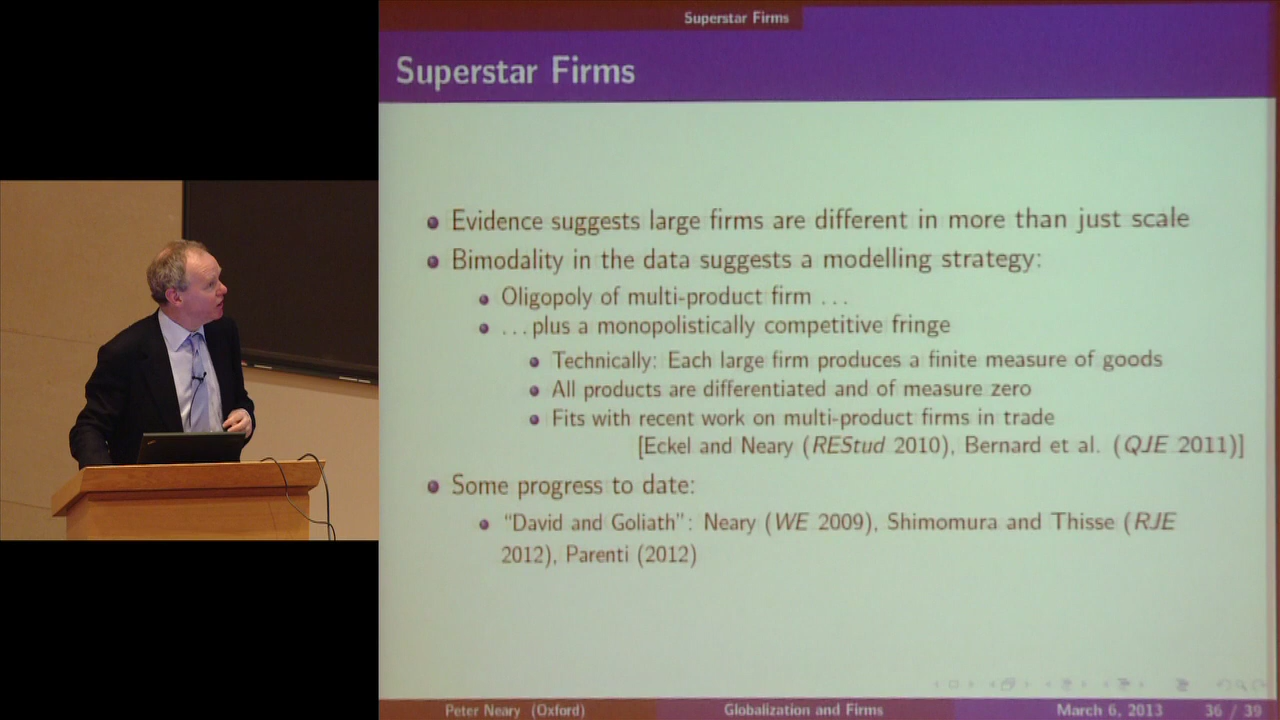 Superstar Firms
Superstar Firms
Evidence suggests large firms are different in more than just scale
Bimodality in the data suggests a modelling strategy:
Oligopoly of multi-product firm ...
... plus a monopolistically competitive fringe
Technically: Each large firm produces a finite measure of goods
All products are differentiated and of measure zero
Fits with recent work on multi-product firms in trade
[Eckel and Neary (REStud 2010), Bernard et al. (QJE 2011)]
Some progress to date:
"David and Goliath": Neary (WE 2009), Shimomura and Thisse (RJE
2012), Parenti (2012)
Peter Neary (Oxford) Globalization and Firms March 6, 2013 36 / 39